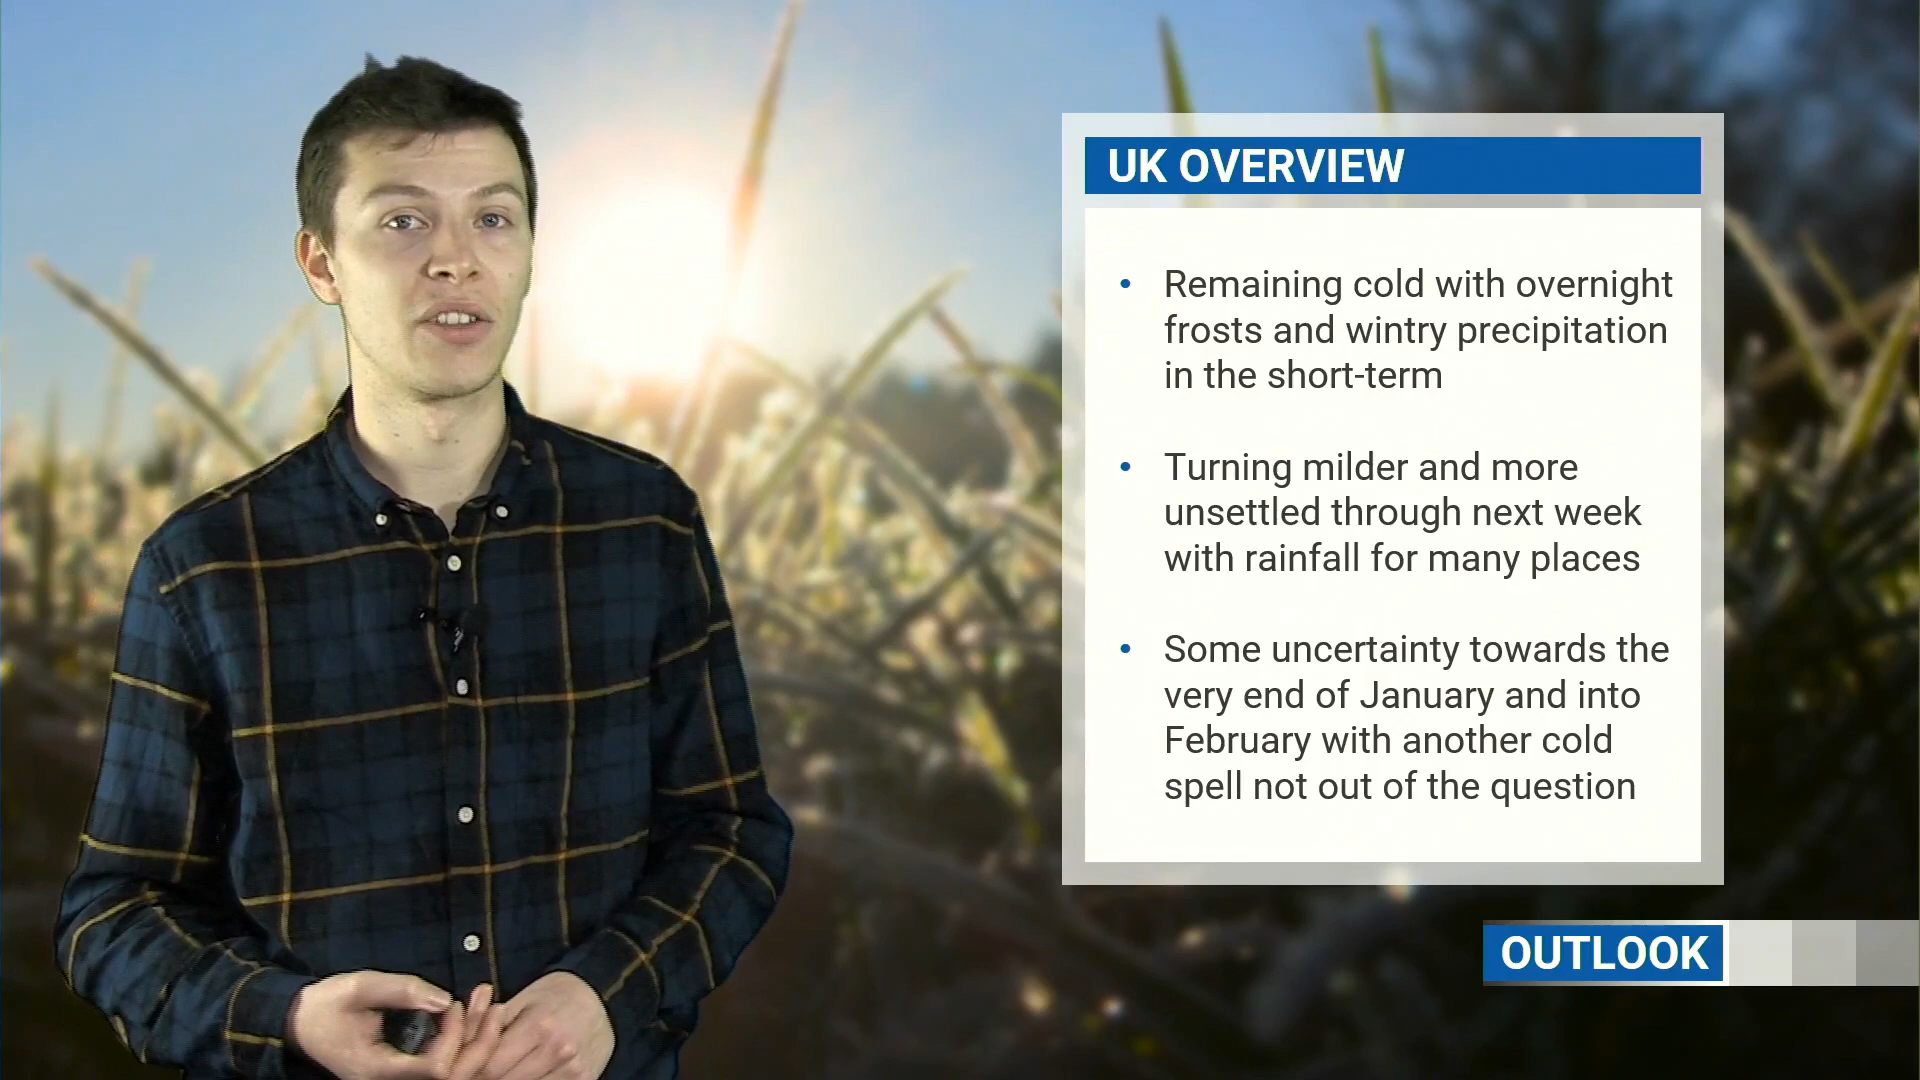 UK OVERVIEW
• Remaining cold with overnight
frosts and wintry precipitation
in the short-term
• Turning milder and more
unsettled through next week
with rainfall for many places
• Some uncertainty towards the
very end of January and into
February with another cold
spell not out of the question
OUTLOOK